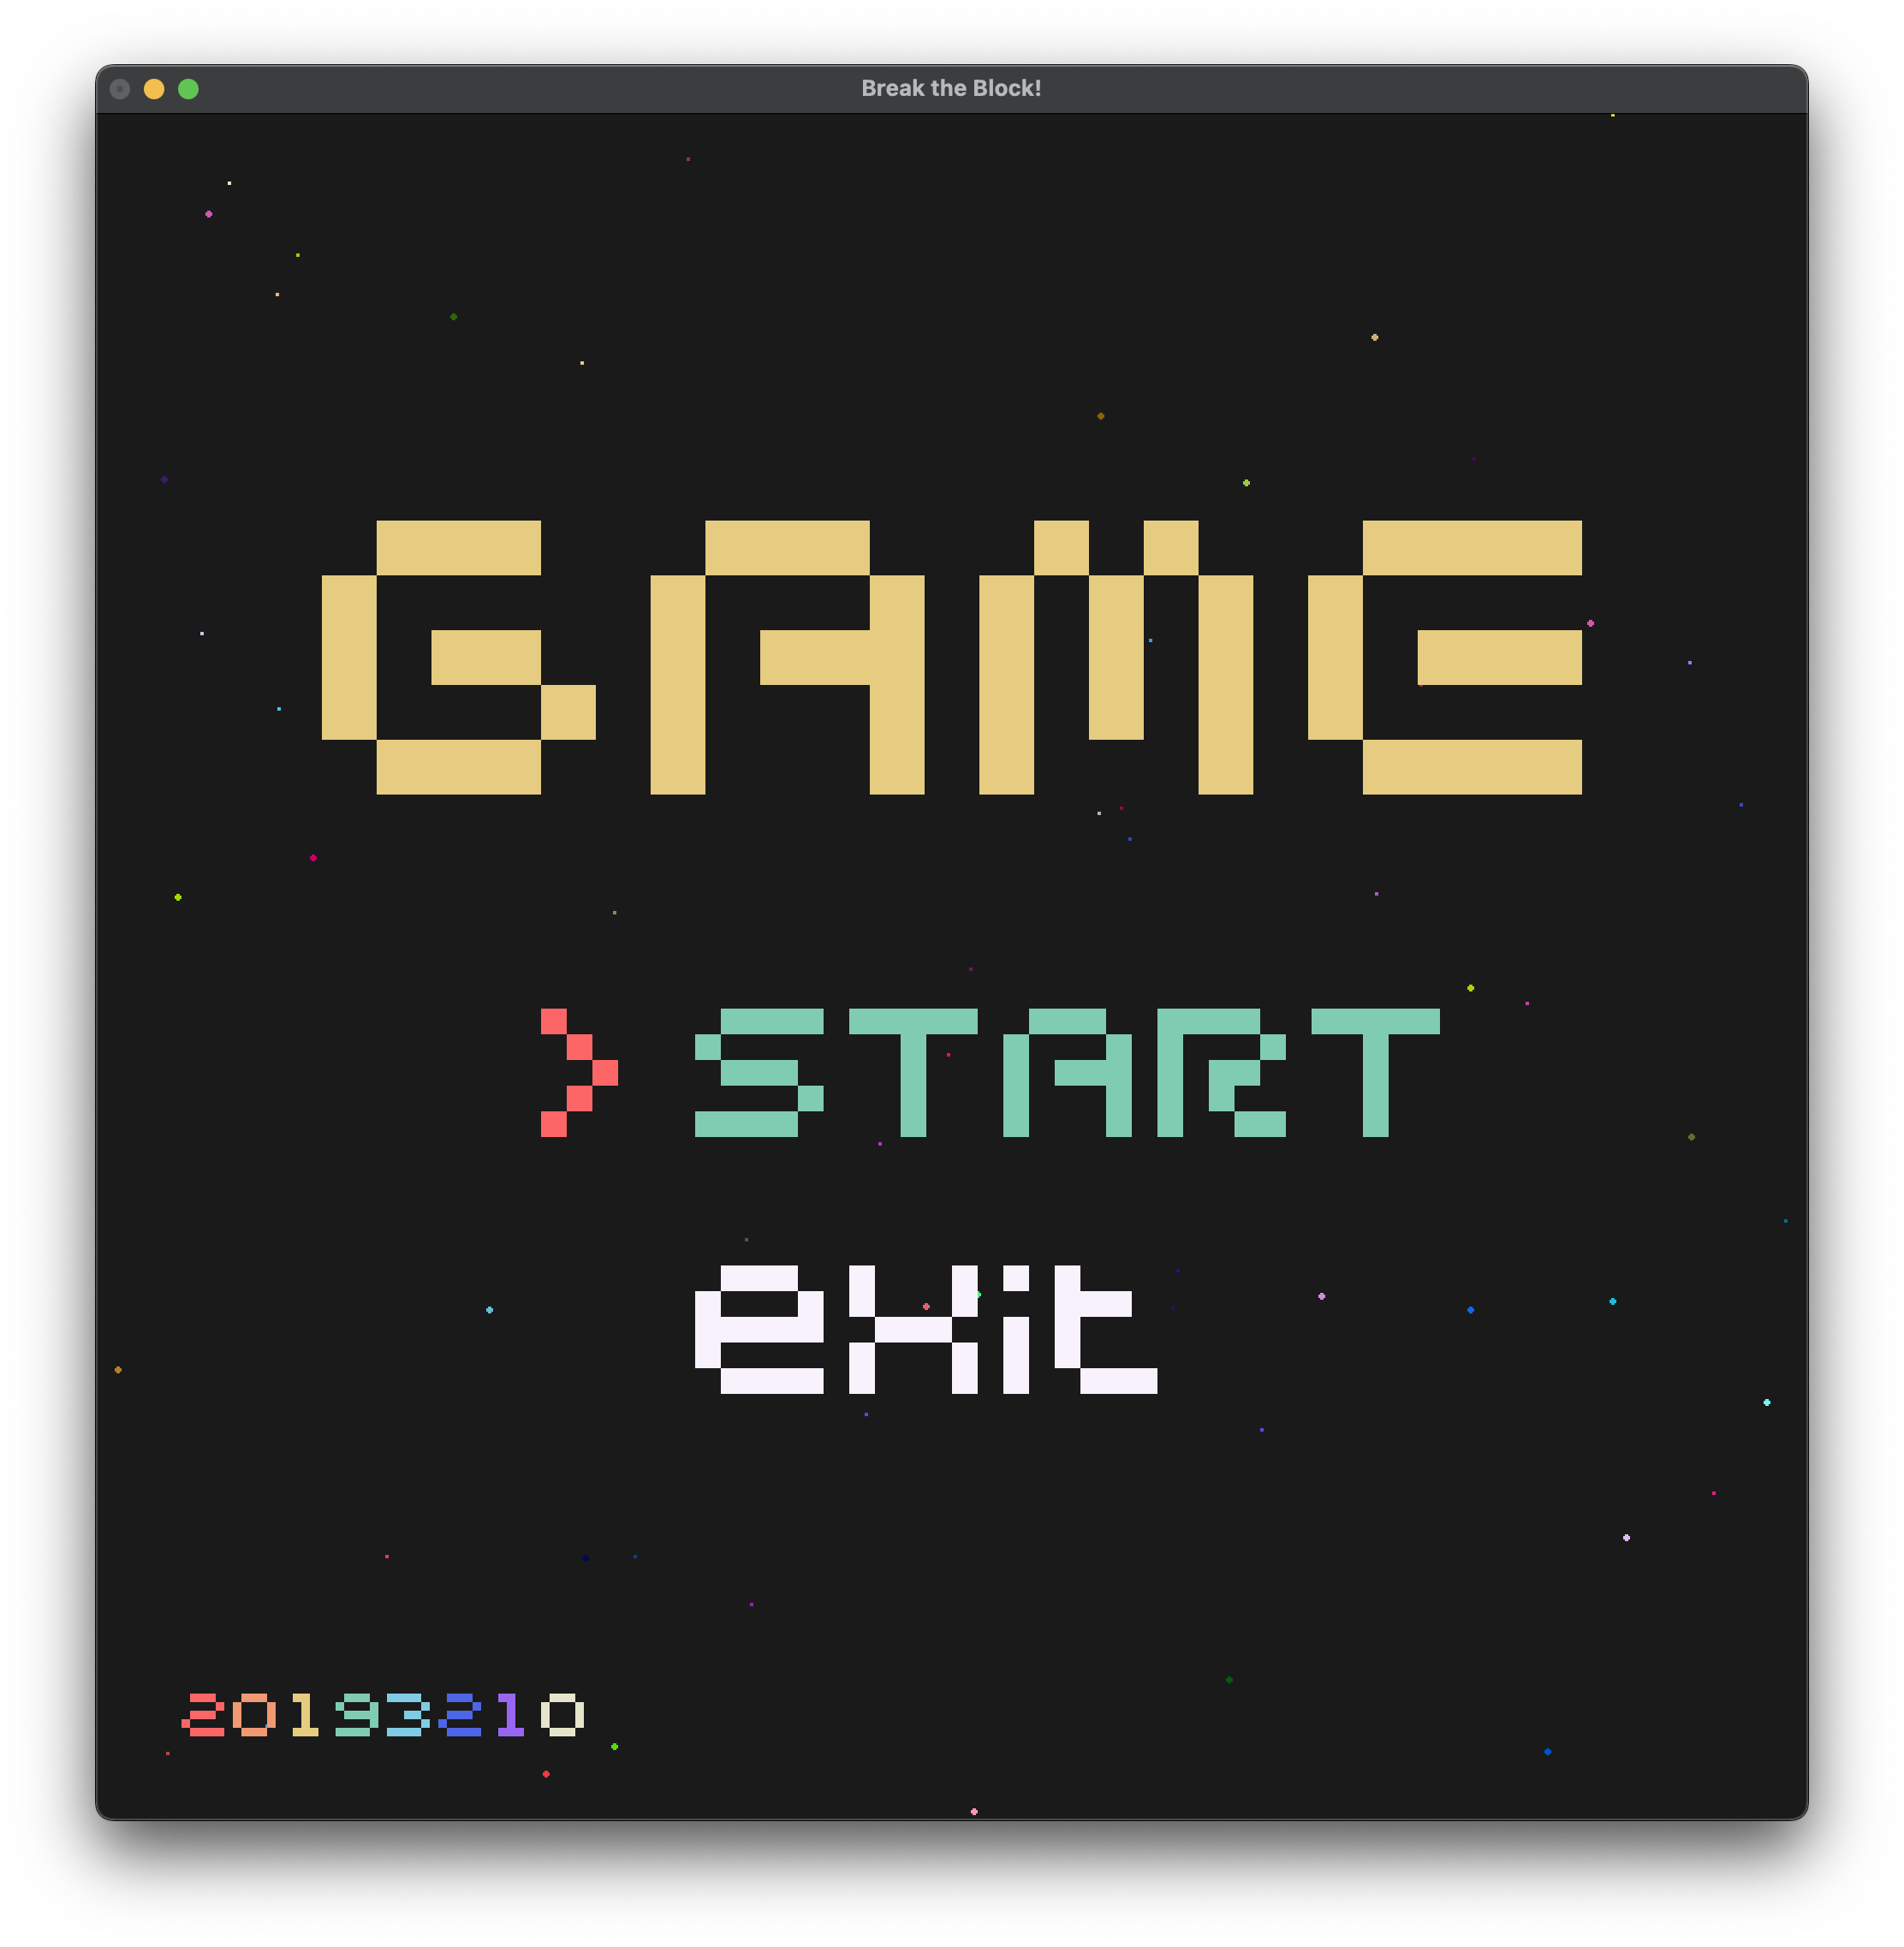 Break the Block!
GAME
> START
eXit
20193210